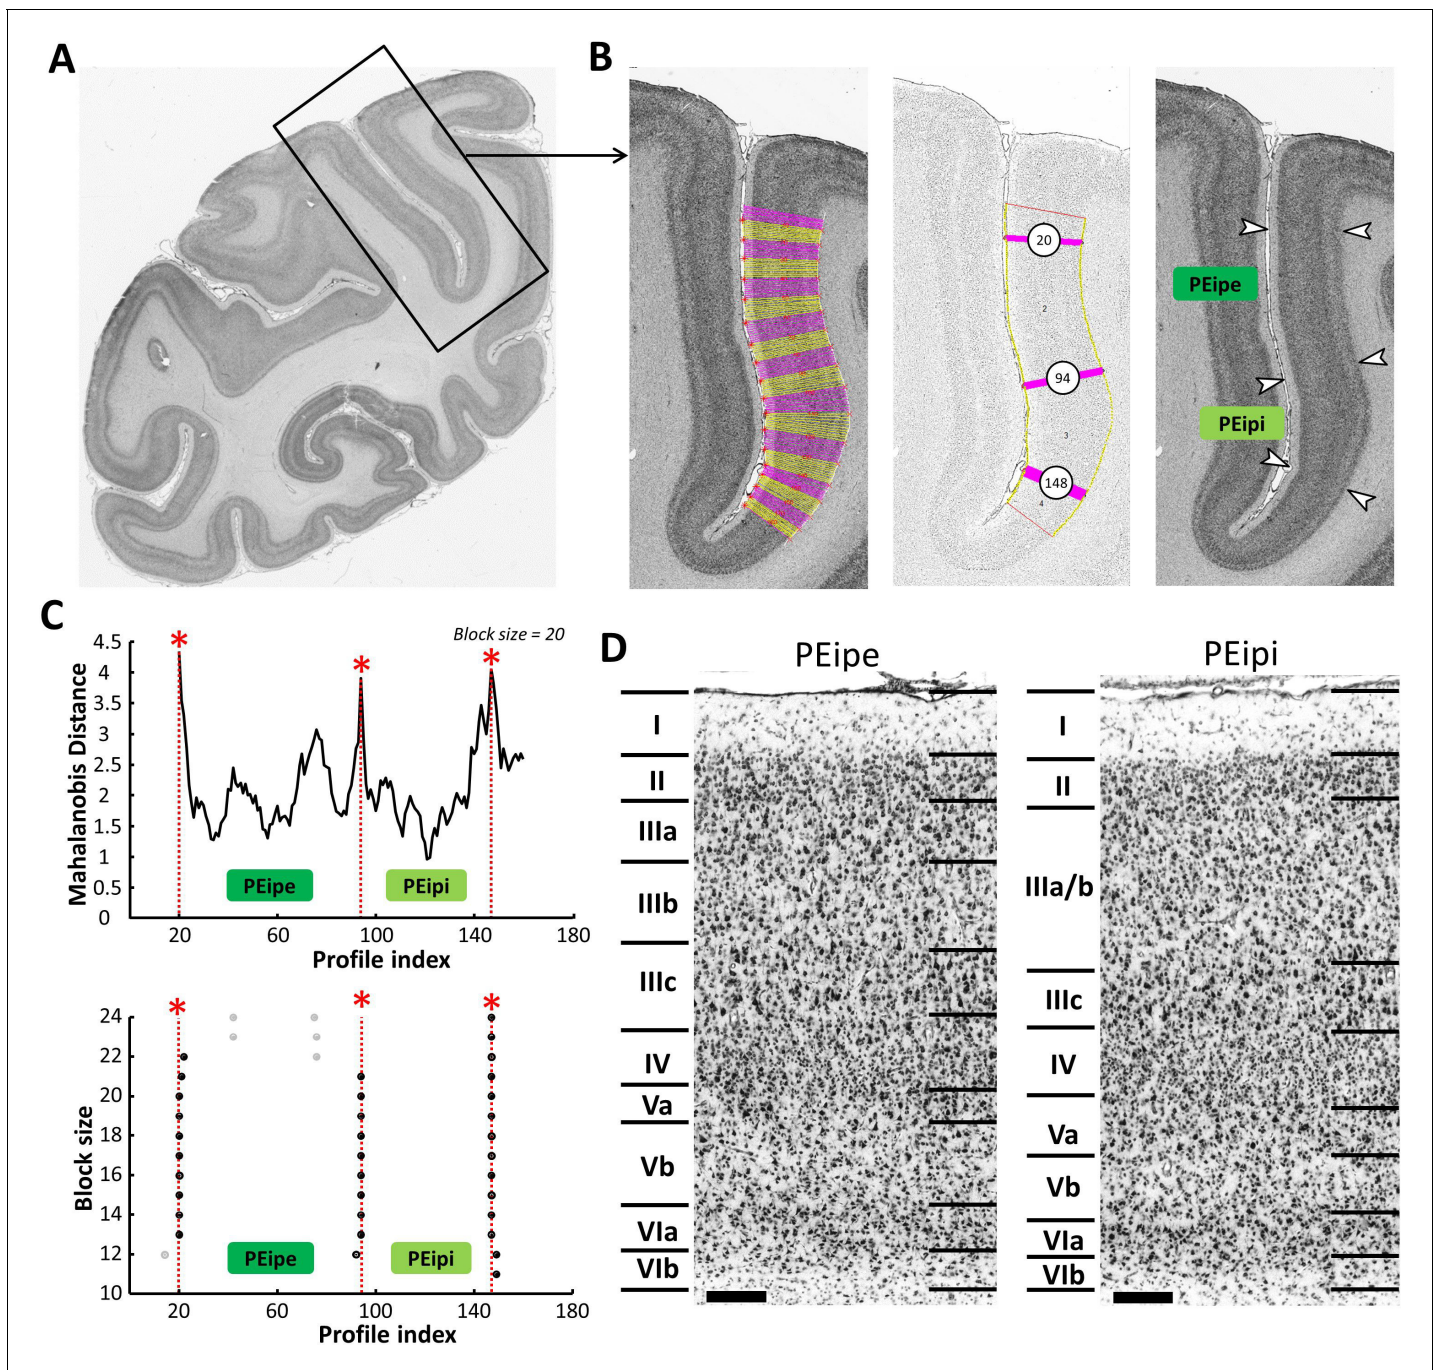 A
B
20
2
94
3
148
4
PEipe
PEipi
C
Block size = 20
Mahalanobis Distance
4.5
4
3.5
3
2.5
2
1.5
1
0.5
0
PEipe
PEipi
20
60
100
140
180
Profile index
Block size
24
22
20
18
16
14
12
10
PEipe
PEipi
20
60
100
140
180
Profile index
D
PEipe
I
II
IIIa
IIIb
IIIc
IV
Va
Vb
VIa
VIb
PEipi
I
II
IIIa/b
IIIc
IV
Va
Vb
VIa
VIb